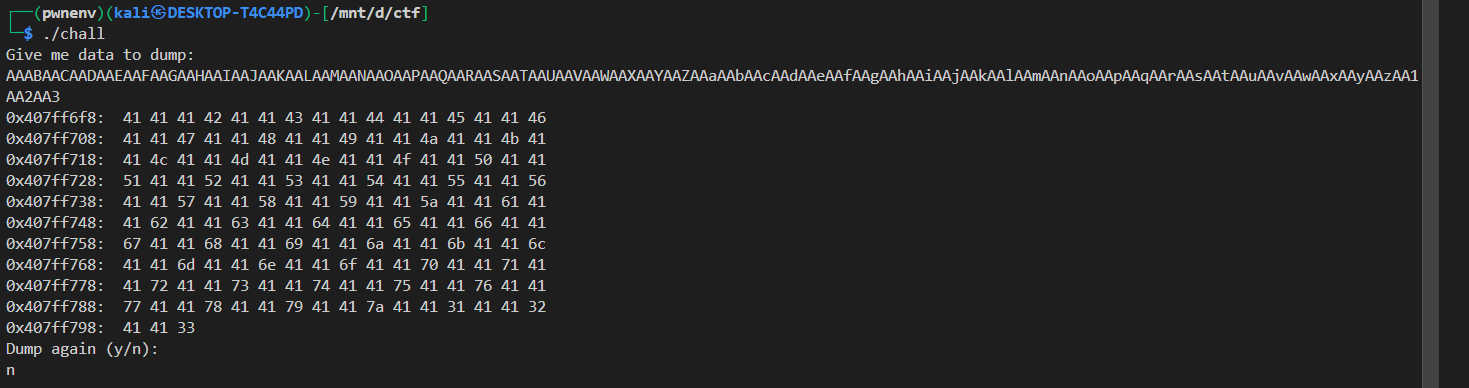 ┌──(pwnenv)(kali㉿DESKTOP-T4C44PD)-[/mnt/d/ctf]
└─$ ./chall
Give me data to dump:
AAABAACAADAAEAAFAAGAAHAAIAAJAAKAALAAMAANAAOAAPAAQAARAASAATAAUAAVAAWAAXAAYAAZAAaAAbAAcAAdAAeAAfAAgAAhAAiAAjAAkAAlAAmAAnAAoAApAAqAArAAsAAtAAuAAvAAwAAxAAyAAzAA1
AA2AA3
0x407ff6f8:  41 41 41 42 41 41 43 41 41 44 41 41 45 41 41 46
0x407ff708:  41 41 47 41 41 48 41 41 49 41 41 4a 41 41 4b 41
0x407ff718:  41 4c 41 41 4d 41 41 4e 41 41 4f 41 41 50 41 41
0x407ff728:  51 41 41 52 41 41 53 41 41 54 41 41 55 41 41 56
0x407ff738:  41 41 57 41 41 58 41 41 59 41 41 5a 41 41 61 41
0x407ff748:  41 62 41 41 63 41 41 64 41 41 65 41 41 66 41 41
0x407ff758:  67 41 41 68 41 41 69 41 41 6a 41 41 6b 41 41 6c
0x407ff768:  41 41 6d 41 41 6e 41 41 6f 41 41 70 41 41 71 41
0x407ff778:  41 72 41 41 73 41 41 74 41 41 75 41 41 76 41 41
0x407ff788:  77 41 41 78 41 41 79 41 41 7a 41 41 31 41 41 32
0x407ff798:  41 41 33
Dump again (y/n):
n